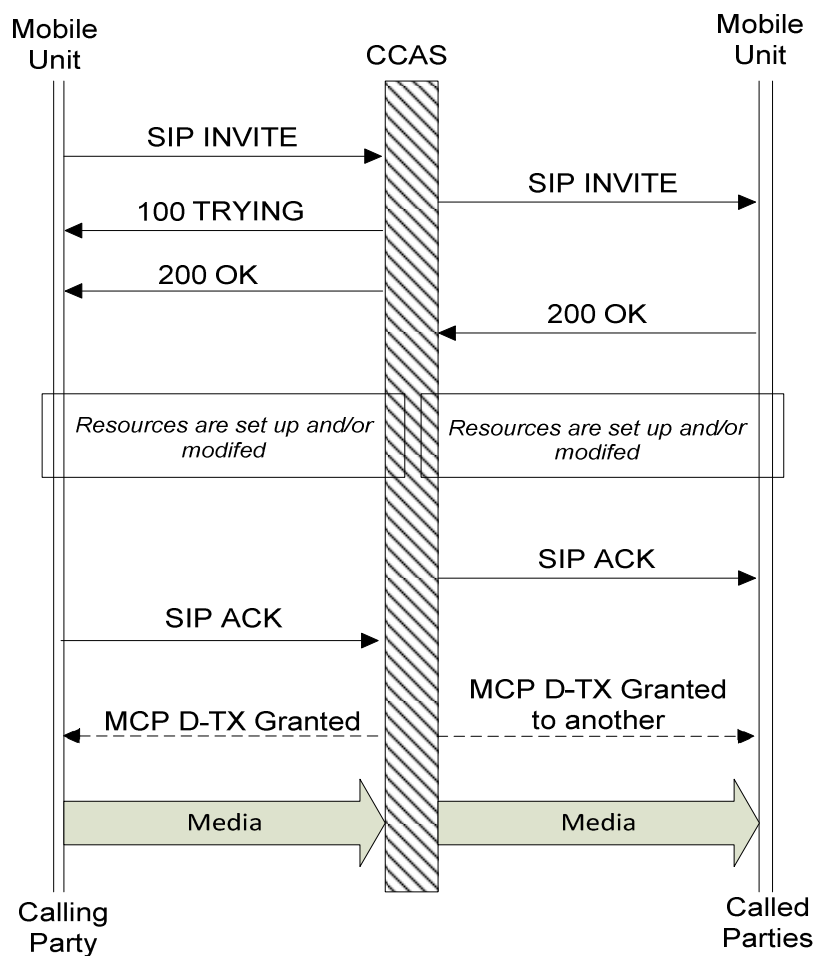 Mobile
Unit
CCAS
Mobile
Unit
SIP INVITE
SIP INVITE
100 TRYING
200 OK
200 OK
Resources are set up and/or
modifed
Resources are set up and/or
modifed
SIP ACK
SIP ACK
MCP D-TX Granted
to another
MCP D-TX Granted
Media
Media
Calling
Party
Called
Parties